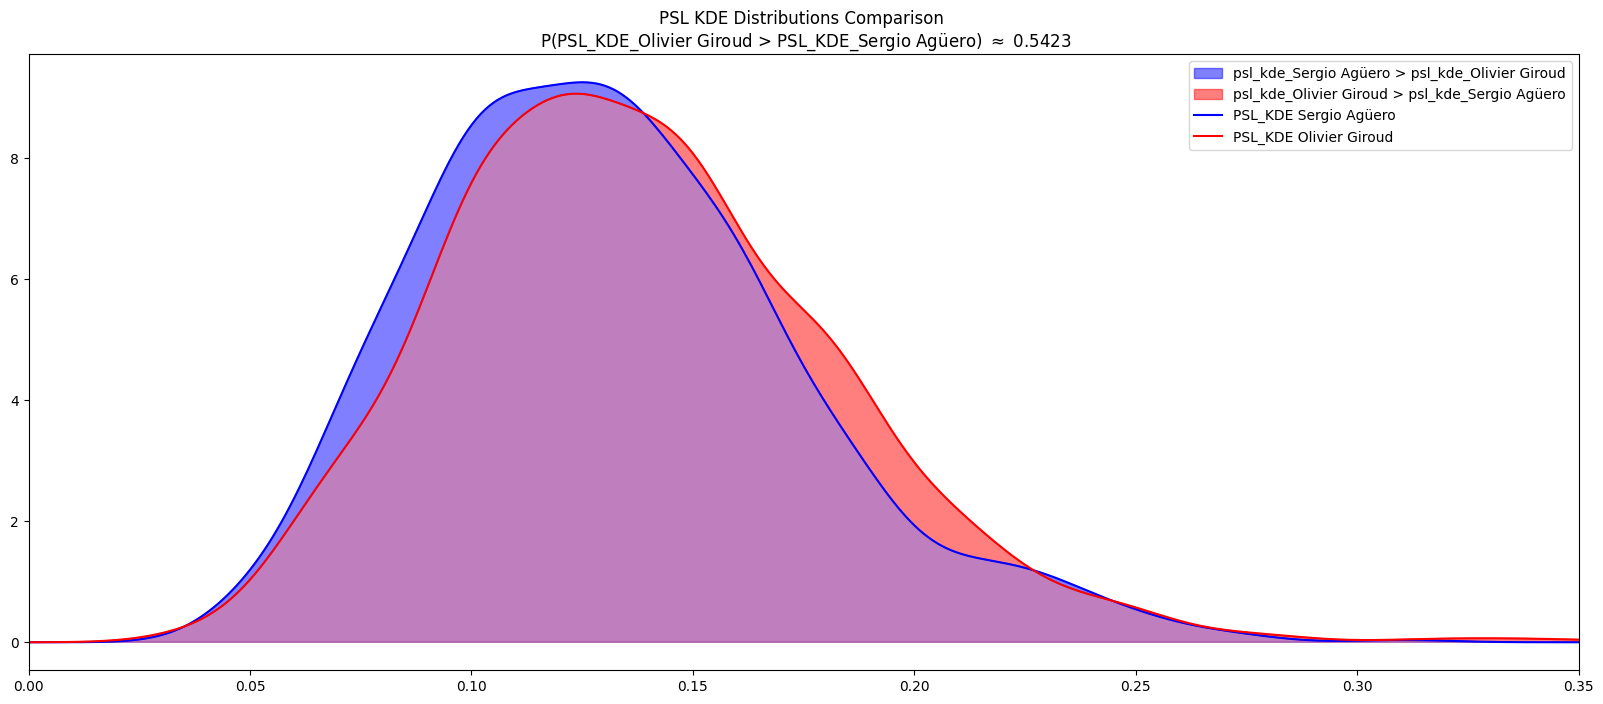 PSL KDE Distributions Comparison
P(PSL_KDE_Olivier Giroud > PSL_KDE_Sergio Agüero) ≈ 0.5423
psl_kde_Sergio Agüero > psl_kde_Olivier Giroud
psl_kde_Olivier Giroud > psl_kde_Sergio Agüero
PSL_KDE Sergio Agüero
PSL_KDE Olivier Giroud
8
6
4
2
0
0.00 0.05 0.10 0.15 0.20 0.25 0.30 0.35